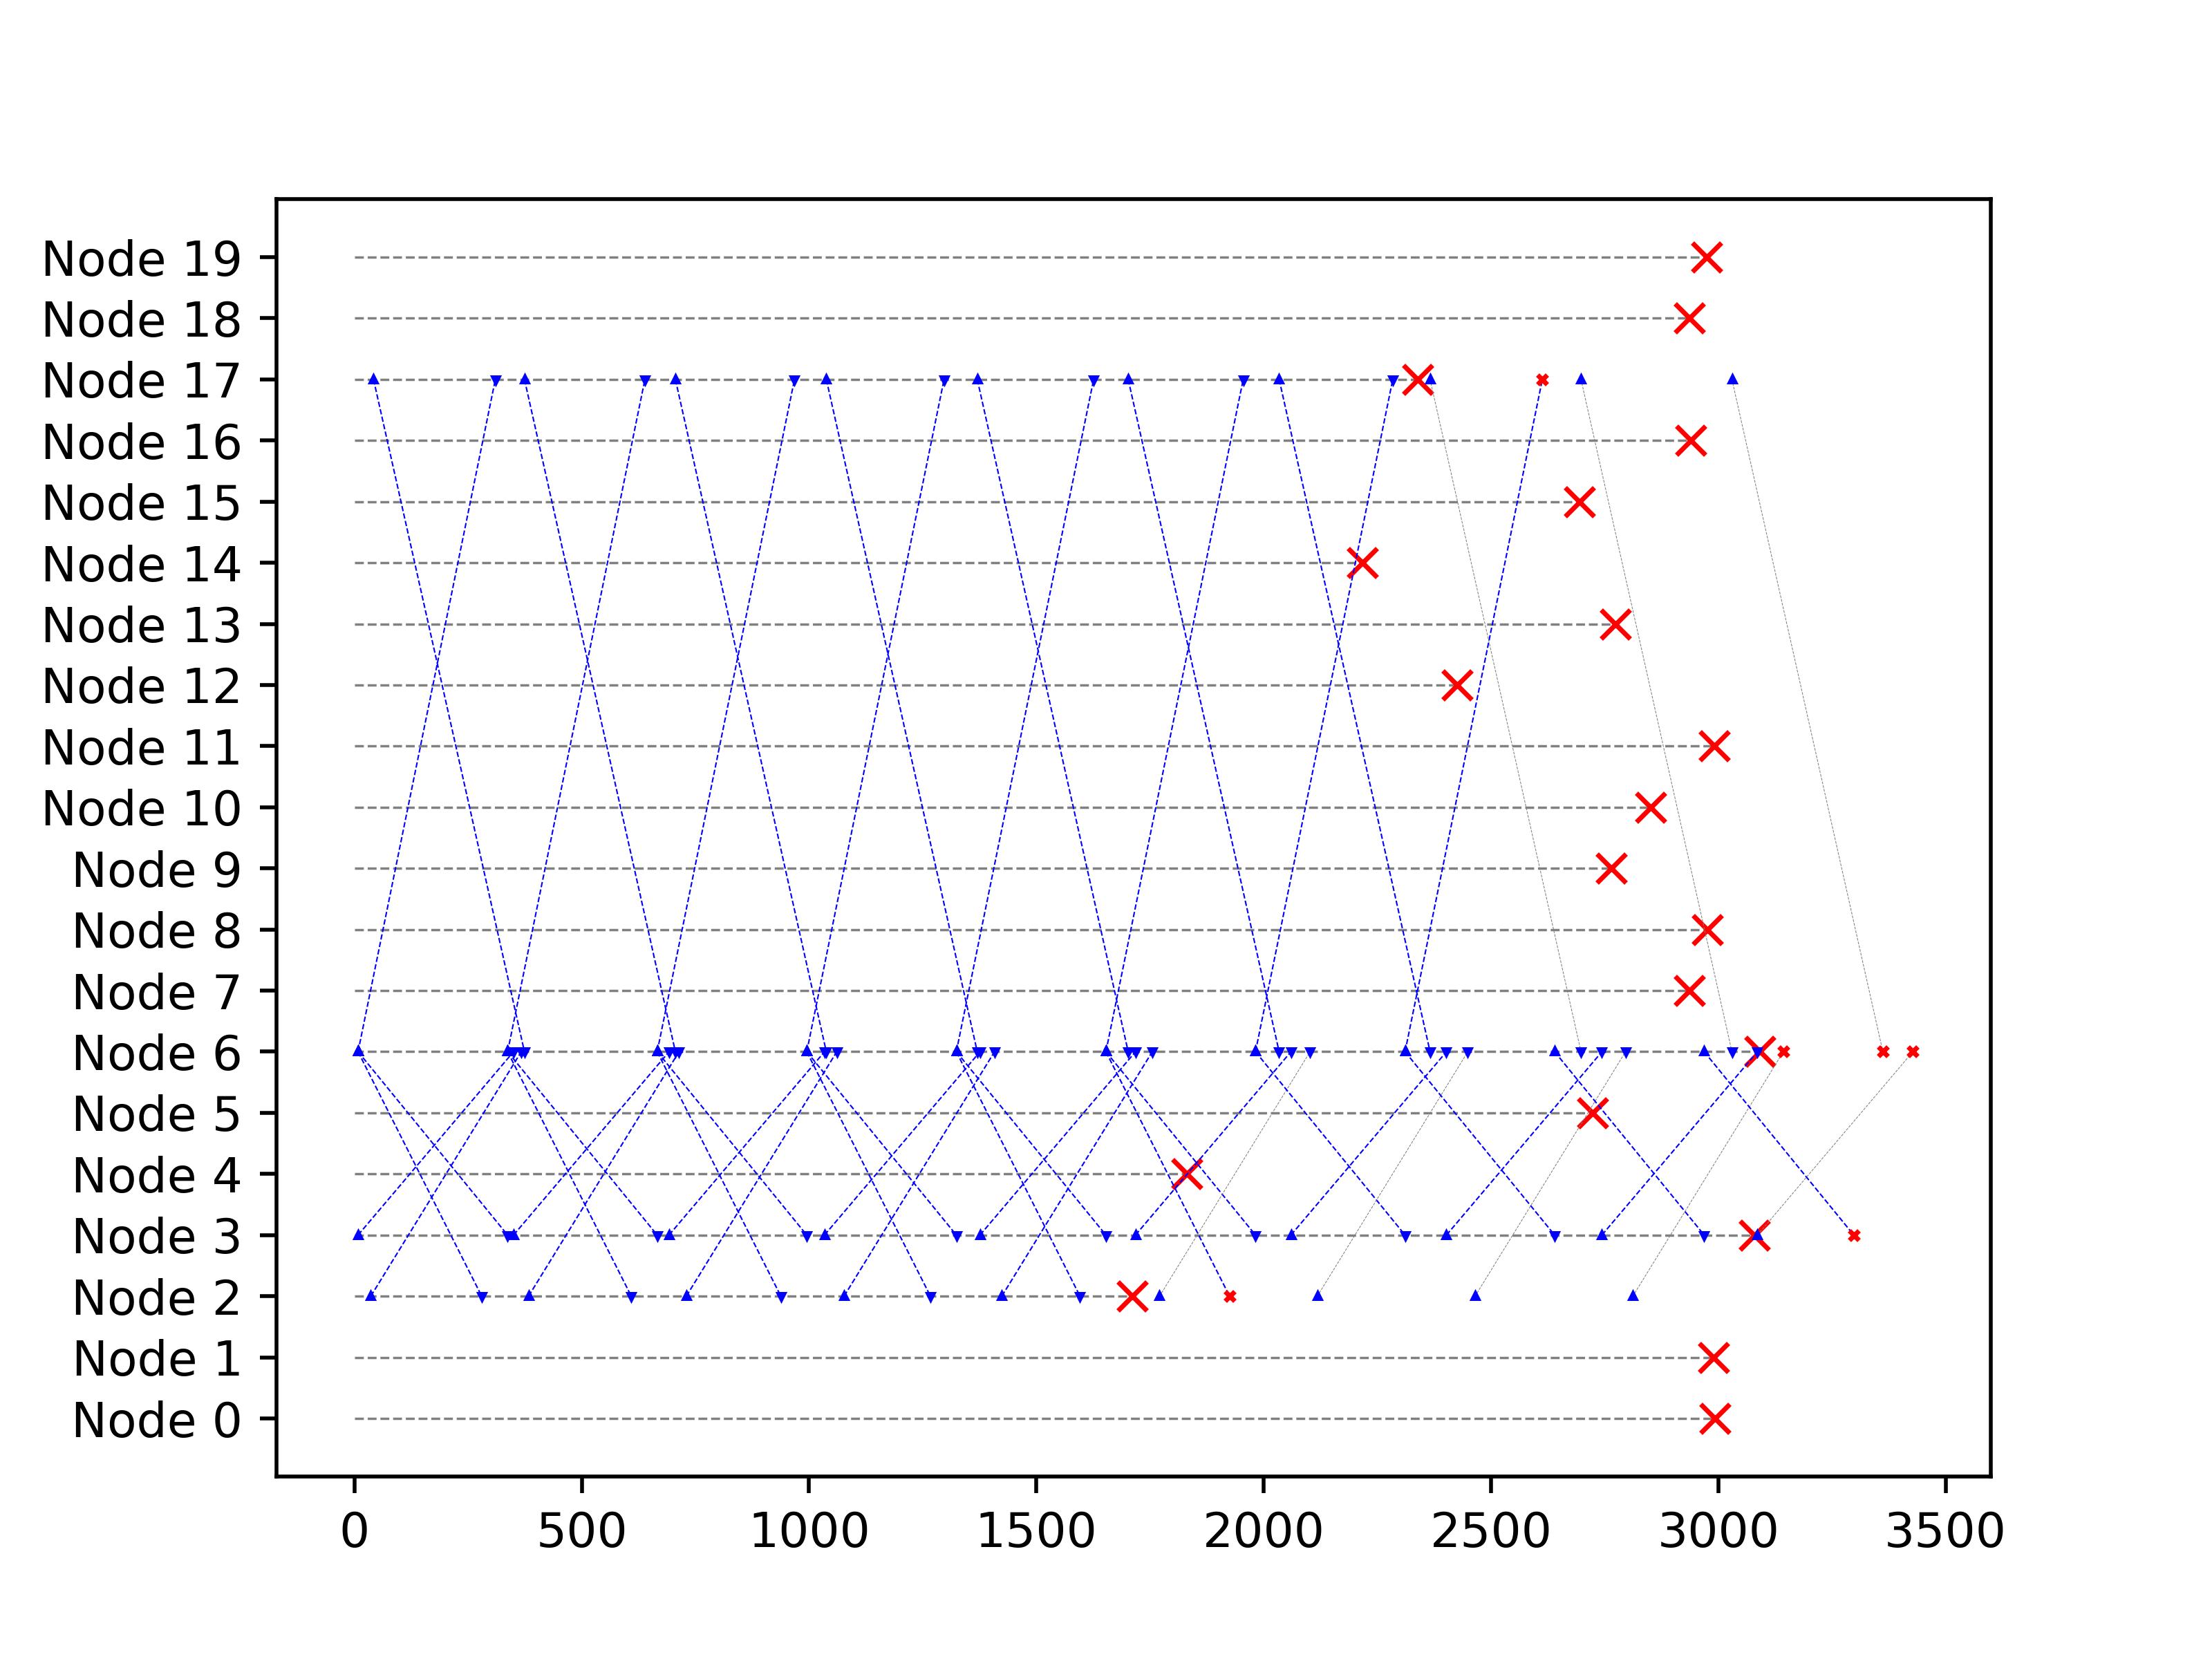 Node 19
Node 18
Node 17
Node 16
Node 15
Node 14
Node 13
Node 12
Node 11
Node 10
Node 9
Node 8
Node 7
Node 6
Node 5
Node 4
Node 3
Node 2
Node 1
Node 0
0 500 1000 1500 2000 2500 3000 3500